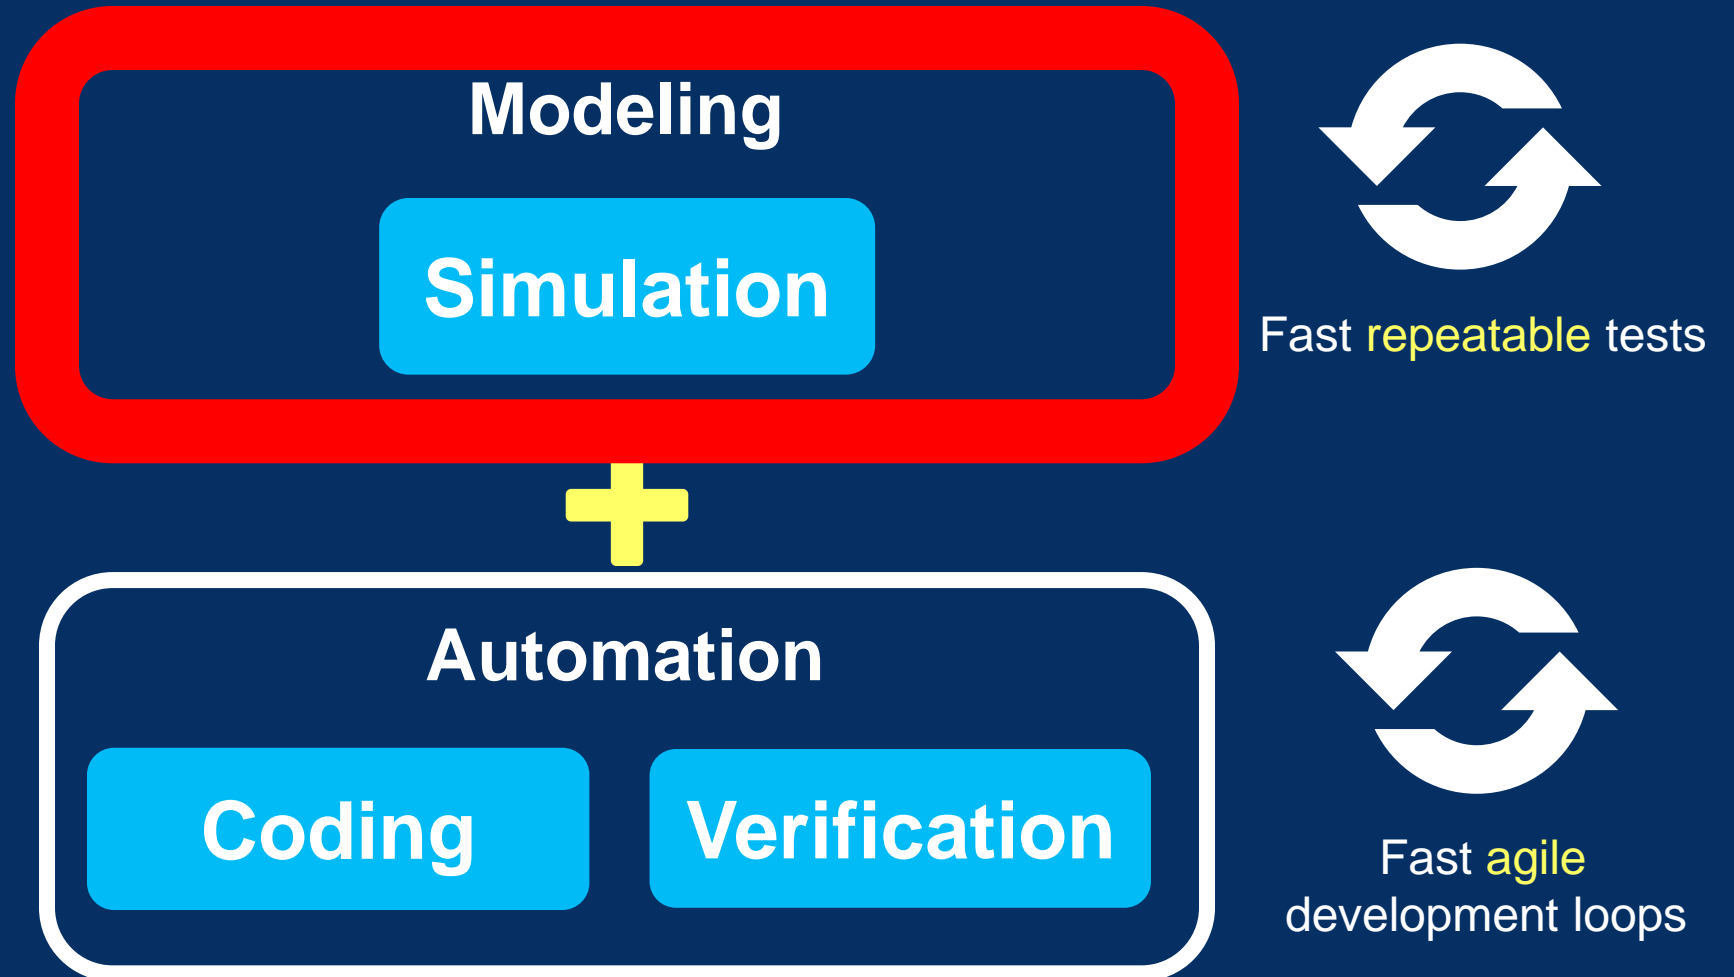 Modeling
Simulation
Fast repeatable tests
Automation
Coding
Verification
Fast agile
development loops